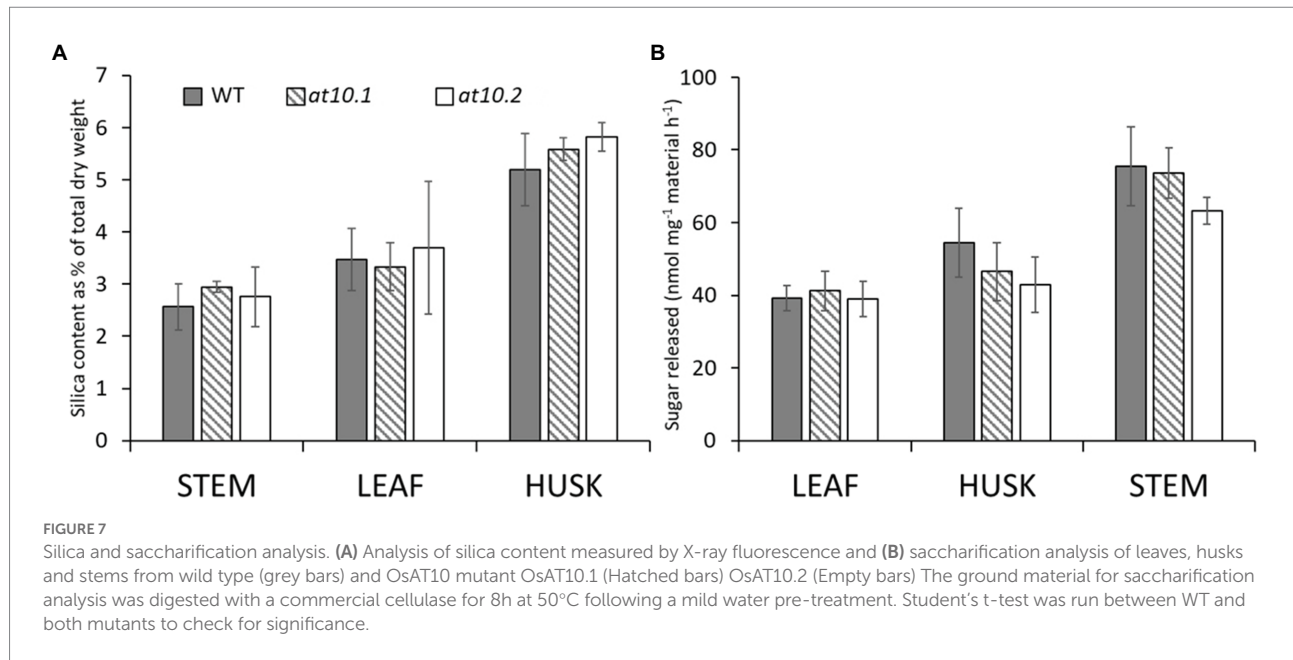 A
B
Silica content as % of total dry weight
7
6
5
4
3
2
1
0
WT
at10.1
at10.2
STEM
LEAF
HUSK
Sugar released (nmol mg⁻¹ material h⁻¹)
100
80
60
40
20
0
LEAF
HUSK
STEM
FIGURE 7
Silica and saccharification analysis. (A) Analysis of silica content measured by X-ray fluorescence and (B) saccharification analysis of leaves, husks
and stems from wild type (grey bars) and OsAT10 mutant OsAT10.1 (Hatched bars) OsAT10.2 (Empty bars) The ground material for saccharification
analysis was digested with a commercial cellulase for 8h at 50°C following a mild water pre-treatment. Student's t-test was run between WT and
both mutants to check for significance.